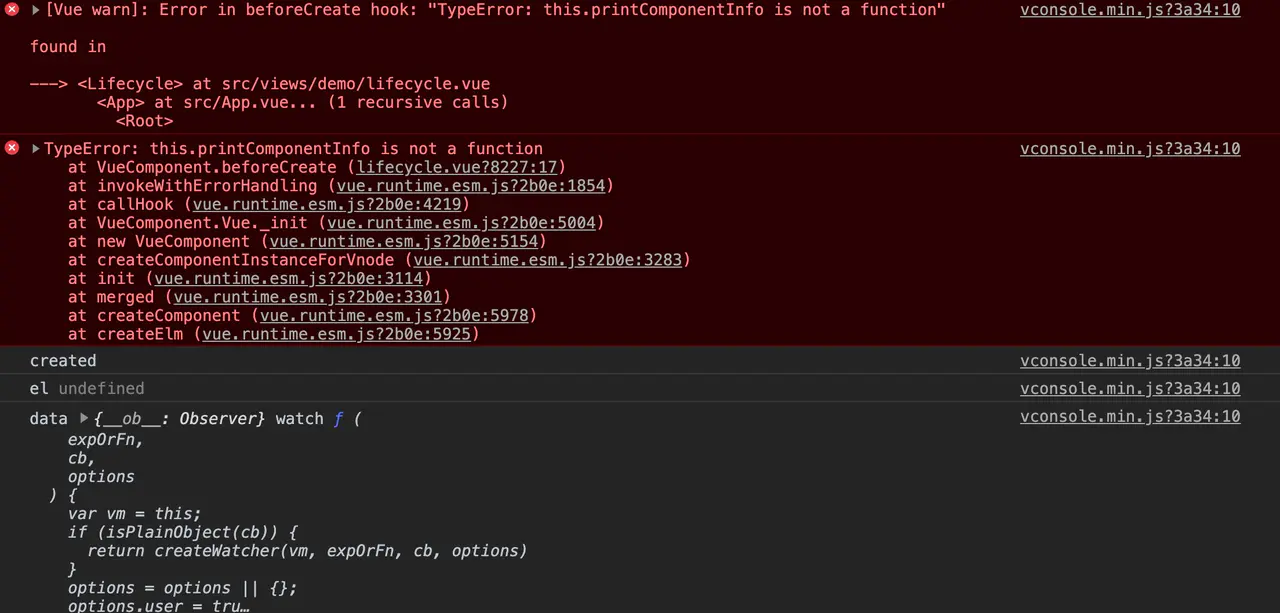 [Vue warn]: Error in beforeCreate hook: "TypeError: this.printComponentInfo is not a function" vconsole.min.js?3a34:10
found in
---> <Lifecycle> at src/views/demo/lifecycle.vue
<App> at src/App.vue... (1 recursive calls)
<Root>
TypeError: this.printComponentInfo is not a function vconsole.min.js?3a34:10
at VueComponent.beforeCreate (lifecycle.vue?8227:17)
at invokeWithErrorHandling (vue.runtime.esm.js?2b0e:1854)
at callHook (vue.runtime.esm.js?2b0e:4219)
at VueComponent.Vue._init (vue.runtime.esm.js?2b0e:5004)
at new VueComponent (vue.runtime.esm.js?2b0e:5154)
at createComponentInstanceForVnode (vue.runtime.esm.js?2b0e:3283)
at init (vue.runtime.esm.js?2b0e:3114)
at merged (vue.runtime.esm.js?2b0e:3301)
at createComponent (vue.runtime.esm.js?2b0e:5978)
at createElm (vue.runtime.esm.js?2b0e:5925)
created vconsole.min.js?3a34:10
el undefined vconsole.min.js?3a34:10
data {__ob__: Observer} watch ƒ ( vconsole.min.js?3a34:10
expOrFn,
cb,
options
) {
var vm = this;
if (isPlainObject(cb)) {
return createWatcher(vm, expOrFn, cb, options)
}
options = options || {};
options.user = tru…